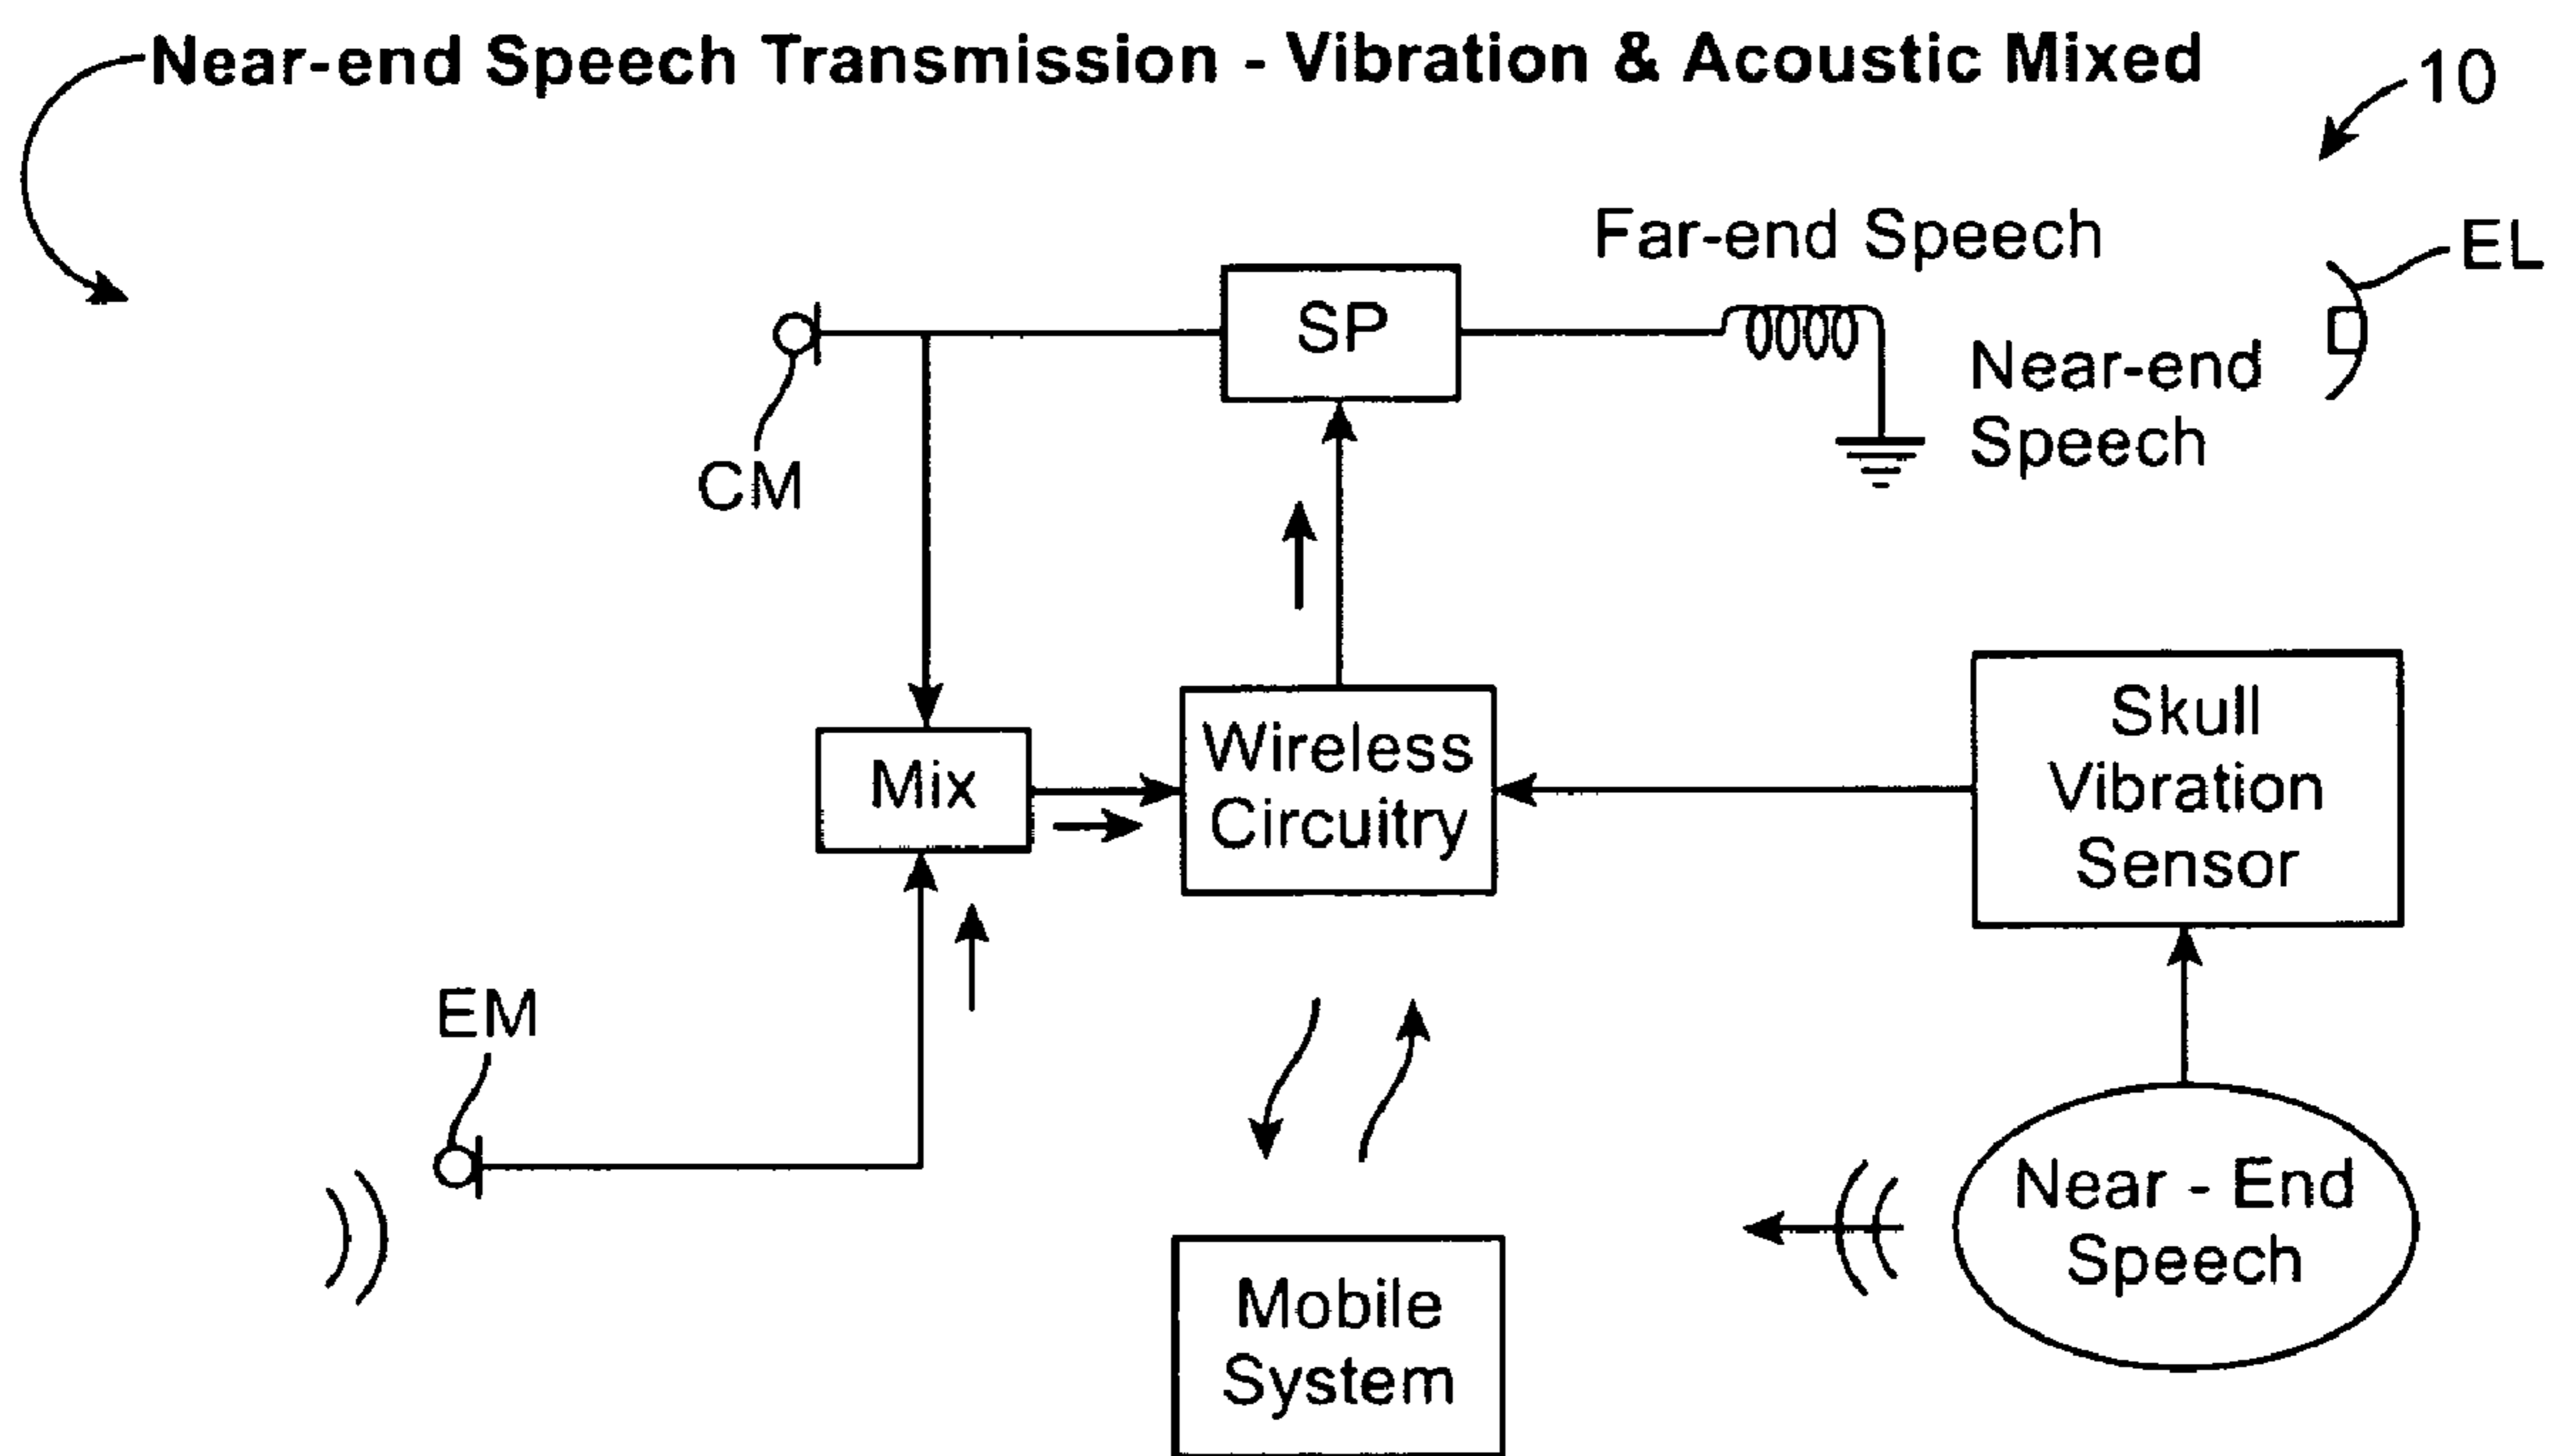 Near-end Speech Transmission - Vibration & Acoustic Mixed
10
Far-end Speech
EL
SP
Near-end
Speech
CM
Skull
Vibration
Sensor
Wireless
Circuitry
Mix
EM
Near - End
Speech
Mobile
System